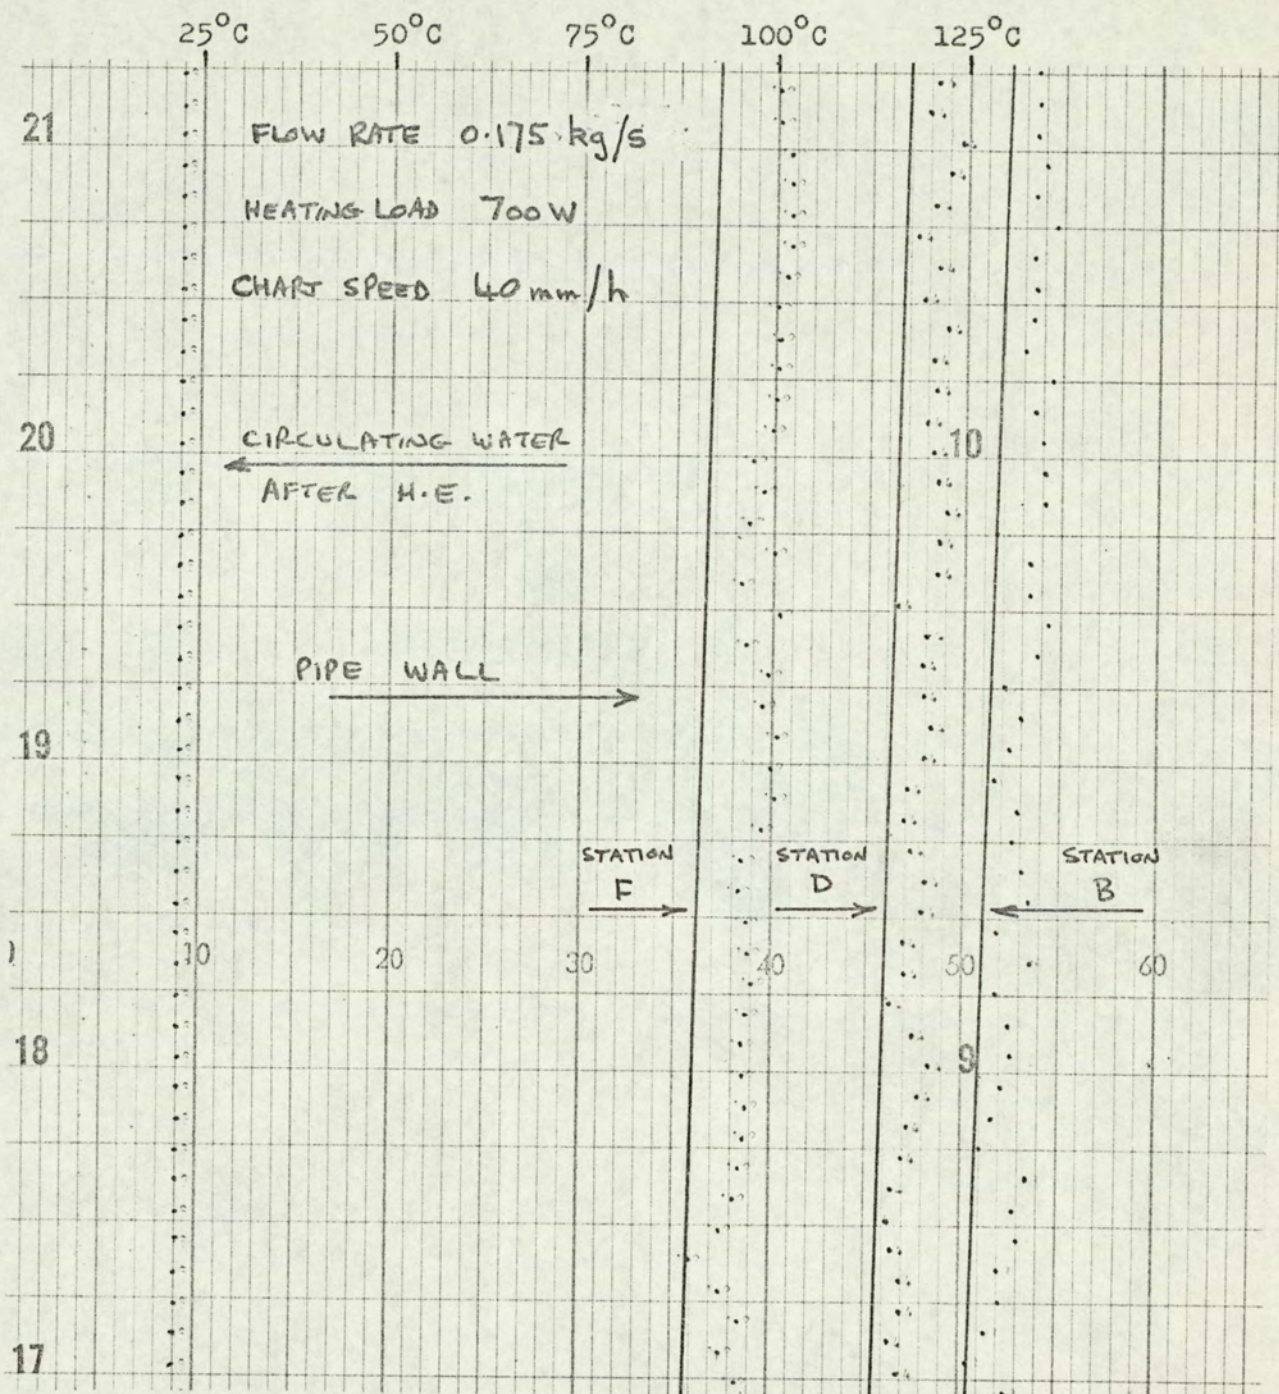 25°C 50°C 75°C 100°C 125°C
21
FLOW RATE 0.175 kg/s
HEATING LOAD 700W
CHART SPEED 40 mm/h
20
CIRCULATING WATER
AFTER H.E.
10
PIPE WALL
19
STATION F
STATION D
STATION B
10 20 30 40 50 60
18
9
17